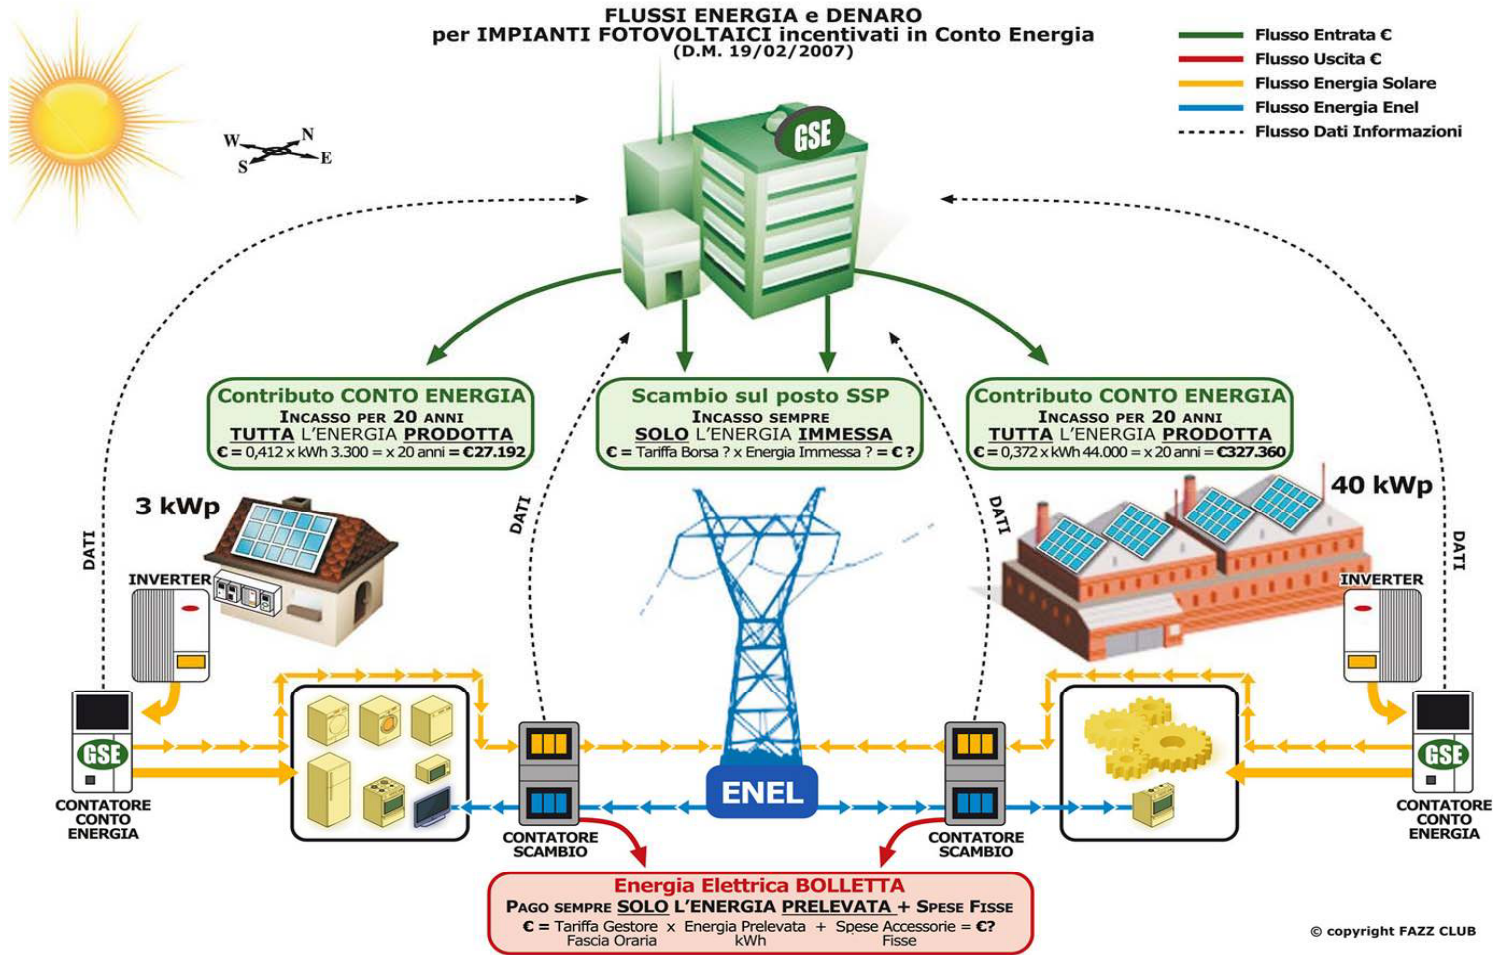 FLUSSI ENERGIA e DENARO
per IMPIANTI FOTOVOLTAICI incentivati in Conto Energia
(D.M. 19/02/2007)
Flusso Entrata €
Flusso Uscita €
Flusso Energia Solare
Flusso Energia Enel
Flusso Dati Informazioni
W
N
S
E
GSE
Contributo CONTO ENERGIA
INCASSO PER 20 ANNI
TUTTA L'ENERGIA PRODOTTA
€ = 0,412 x kWh 3.300 = x 20 anni = €27.192
Scambio sul posto SSP
INCASSO SEMPRE
SOLO L'ENERGIA IMMESSA
€ = Tariffa Borsa ? x Energia Immessa ? = € ?
Contributo CONTO ENERGIA
INCASSO PER 20 ANNI
TUTTA L'ENERGIA PRODOTTA
€ = 0,372 x kWh 44.000 = x 20 anni = €327.360
3 kWp
40 kWp
DATI
DATI
DATI
DATI
INVERTER
INVERTER
GSE
CONTATORE
CONTO
ENERGIA
CONTATORE
SCAMBIO
ENEL
CONTATORE
SCAMBIO
GSE
CONTATORE
CONTO
ENERGIA
Energia Elettrica BOLLETTA
PAGO SEMPRE SOLO L'ENERGIA PRELEVATA + SPESE FISSE
€ = Tariffa Gestore x Energia Prelevata + Spese Accessorie = €?
Fascia Oraria kWh Fisse
© copyright FAZZ CLUB